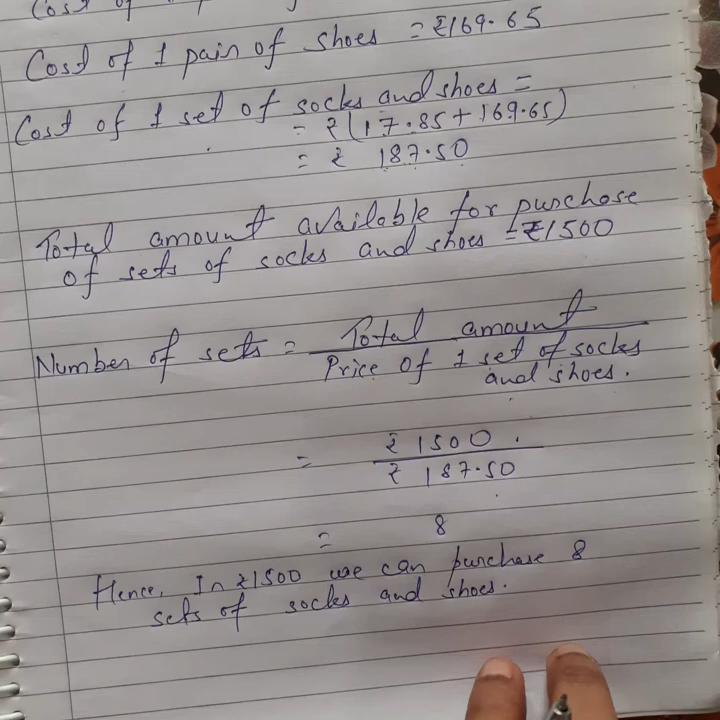 Cost of
Cost of 1 pair of shoes = ₹169.65
Cost of 1 set of socks and shoes =
= ₹(17.85 + 169.65)
= ₹ 187.50
Total amount available for purchase
of sets of socks and shoes = ₹1500
Number of sets = Total amount
Price of 1 set of socks
and shoes.
= ₹ 1500.
₹ 187.50
= 8
Hence, In ₹1500 we can purchase 8
sets of socks and shoes.